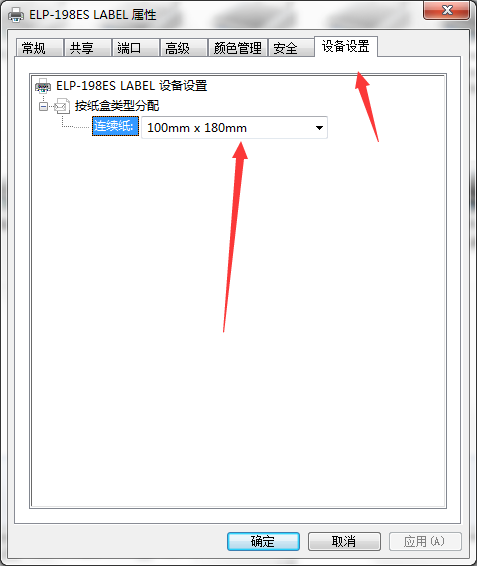 ELP-198ES LABEL 属性
常规 共享 端口 高级 颜色管理 安全 设备设置
ELP-198ES LABEL 设备设置
按纸盒类型分配
连续纸: 100mm x 180mm
确定 取消 应用(A)